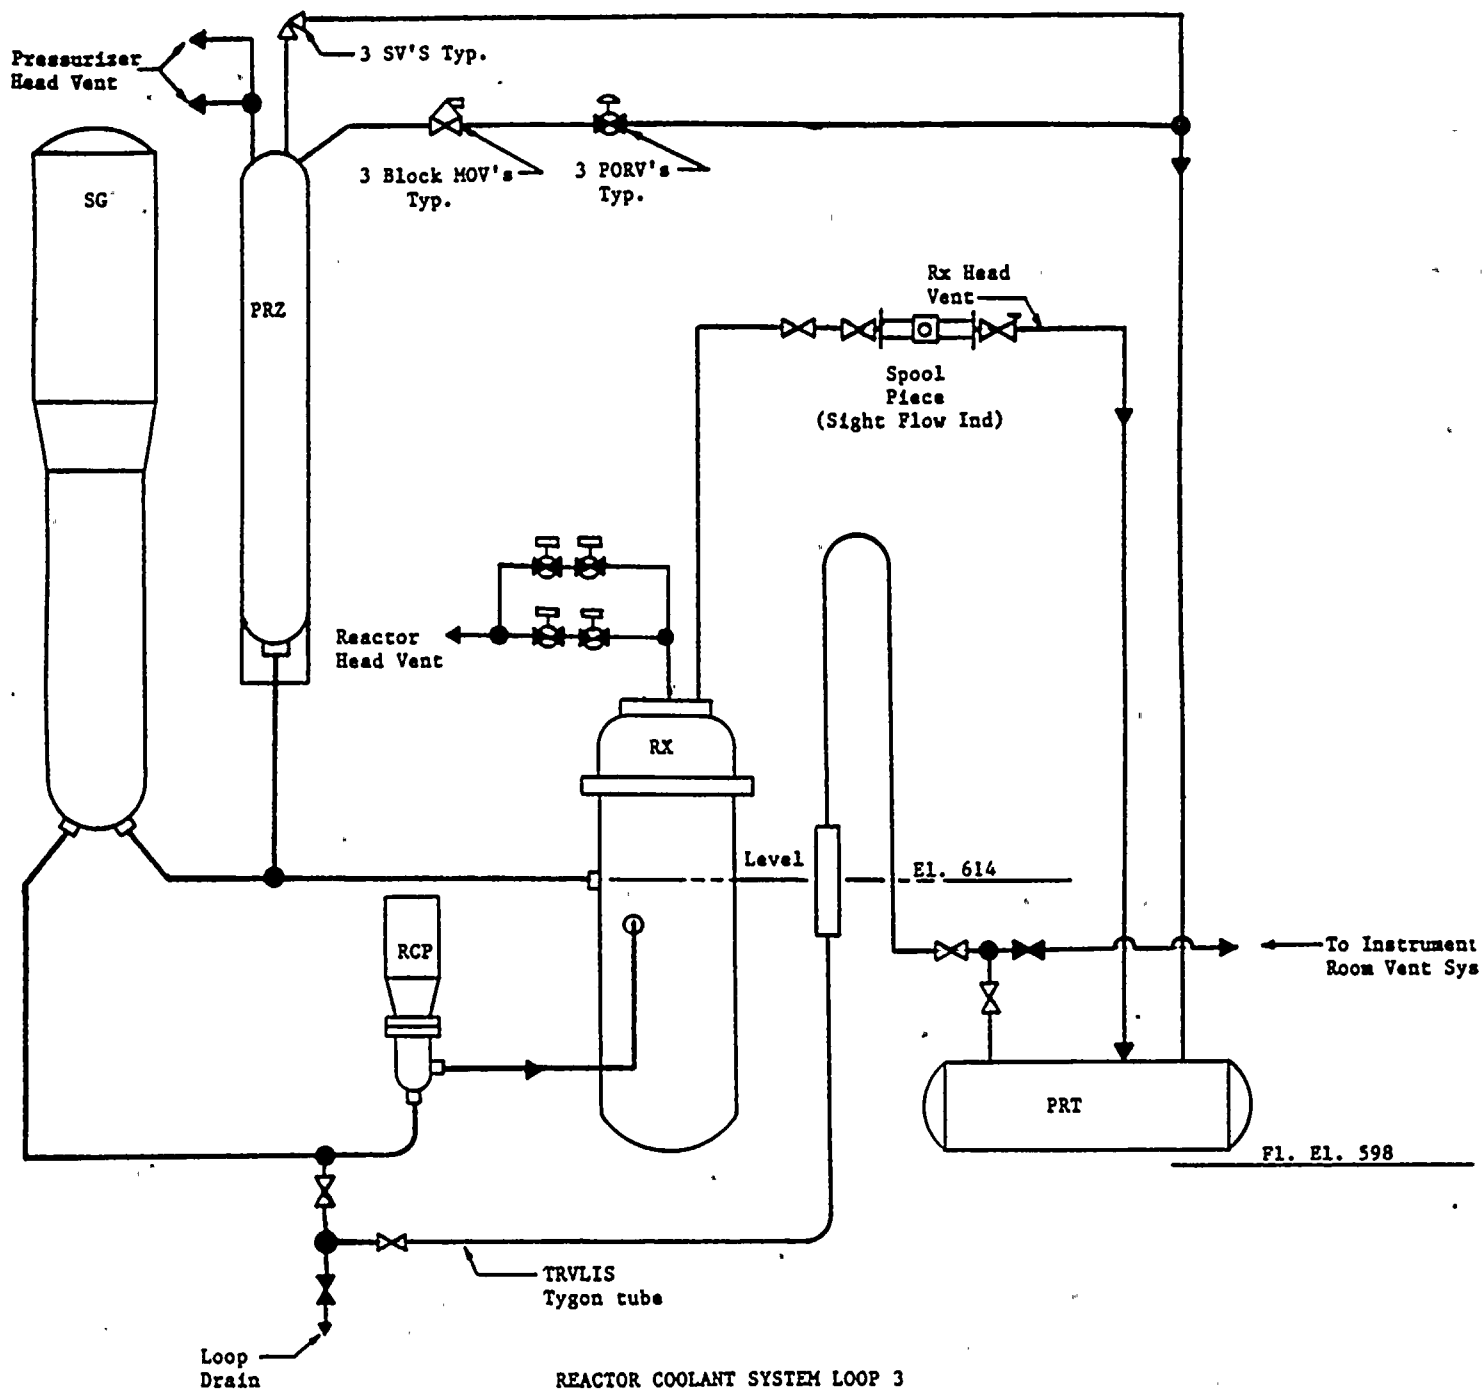 3 SV'S Typ.
Pressurizer
Head Vent
3 Block MOV's
Typ.
3 PORV's
Typ.
SG
PRZ
Rx Head
Vent
Spool
Piece
(Sight Flow Ind)
Reactor
Head Vent
RX
Level
El. 614
RCP
To Instrument
Room Vent Sys
PRT
Fl. El. 598
TRVLIS
Tygon tube
Loop
Drain
REACTOR COOLANT SYSTEM LOOP 3